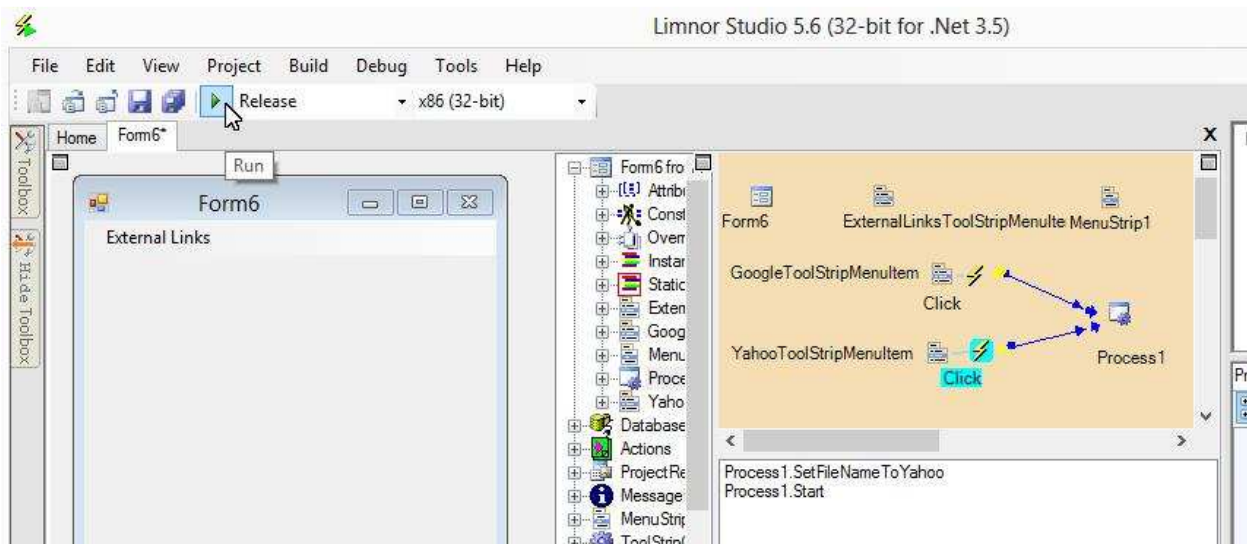 Limnor Studio 5.6 (32-bit for .Net 3.5)
File Edit View Project Build Debug Tools Help
Release x86 (32-bit)
Home Form6* X
Run
Toolbox
Hide Toolbox
Form6
External Links
Form6 fro
Attribu
Const
Overr
Instar
Static
Extern
Goog
Menu
Proce
Yaho
Database
Actions
ProjectRe
Message
MenuStrip
ToolStrip(
Form6 ExternalLinksToolStripMenuIte MenuStrip1
GoogleToolStripMenuItem
Click
YahooToolStripMenuItem Process1
Click
Process1.SetFileNameToYahoo
Process1.Start
Pr